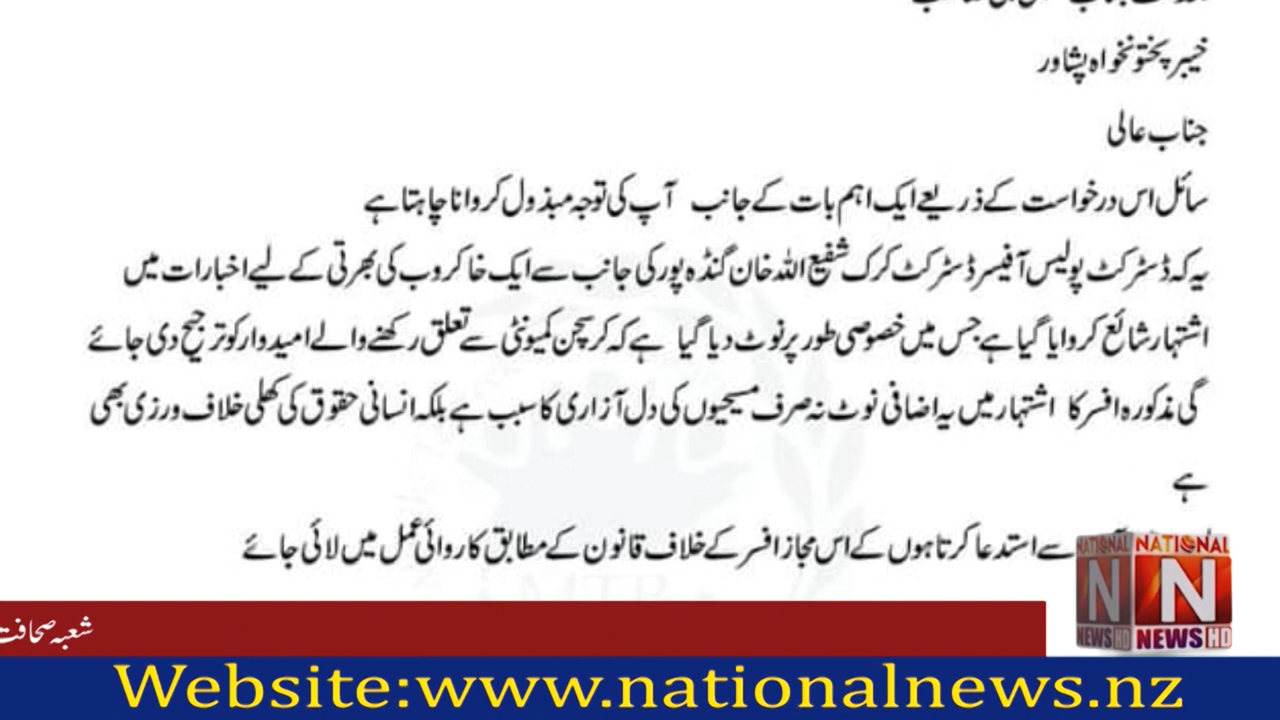 خیبر پختونخواہ پشاور
جناب عالی
سائل اس درخواست کے ذریعے ایک اہم بات کے جانب آپ کی توجہ مبذول کروانا چاہتا ہے
یہ کہ ڈسٹرکٹ پولیس آفیسر ڈسٹرکٹ کرک شفیع اللہ خان گنڈہ پور کی جانب سے ایک خاکروب کی بھرتی کے لیے اخبارات میں
اشتہار شائع کروایا گیا ہے جس میں خصوصی طور پر نوٹ دیا گیا ہے کہ کرسچن کمیونٹی سے تعلق رکھنے والے امیدوار کو ترجیح دی جائے
گی مذکورہ افسر کا اشتہار میں یہ اضافی نوٹ نہ صرف مسیحیوں کی دل آزاری کا سبب ہے بلکہ انسانی حقوق کی کھلی خلاف ورزی بھی
ہے
سے استدعا کرتا ہوں کے اس مجاز افسر کے خلاف قانون کے مطابق کاروائی عمل میں لائی جائے
NATIONAL NATIONAL
N N
NEWS HD NEWS HD
شعبہ صحافت
Website:www.nationalnews.nz